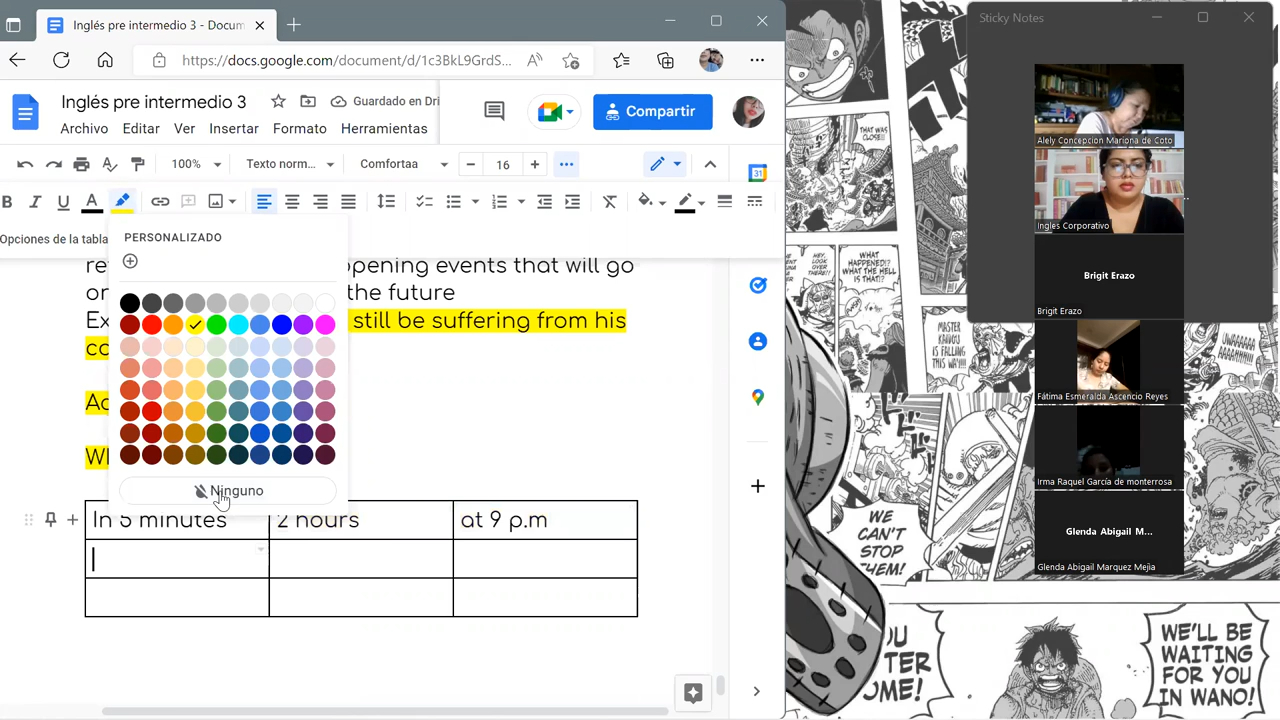 Inglés pre intermedio 3 - Docum
https://docs.google.com/document/d/1c3BkL9GrdS...
Inglés pre intermedio 3
Guardado en Dri
Archivo Editar Ver Insertar Formato Herramientas
Compartir
100% Texto norm... Comfortaa 16
Opciones de la tabla
PERSONALIZADO
Ninguno
opening events that will go
the future
Ex still be suffering from his
In 5 minutes 2 hours at 9 p.m
Sticky Notes
Alely Concepcion Mariona de Coto
Ingles Corporativo
Brigit Erazo
Brigit Erazo
Fátima Esmeralda Ascencio Reyes
Irma Raquel García de monterrosa
Glenda Abigail M...
Glenda Abigail Marquez Mejia
THAT WAS CLOSE!!
HEY, LOOK OVER THERE!!
WHAT HAPPENED!? WHAT THE HELL IS THAT?
MASTER KAIDOU IS FALLING THIS WAY!!
WE CAN'T STOP THEM!
WE'LL BE WAITING FOR YOU IN WANO!